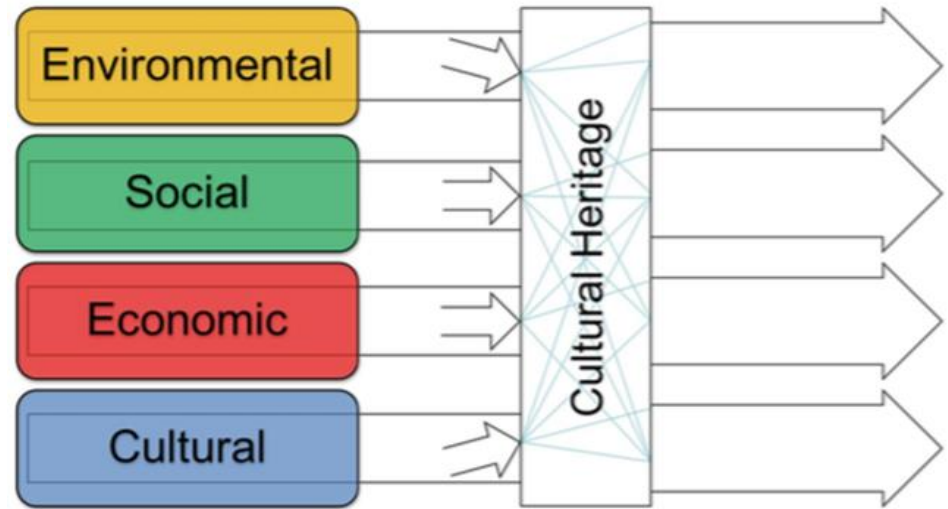 Environmental
Social
Economic
Cultural
Cultural Heritage